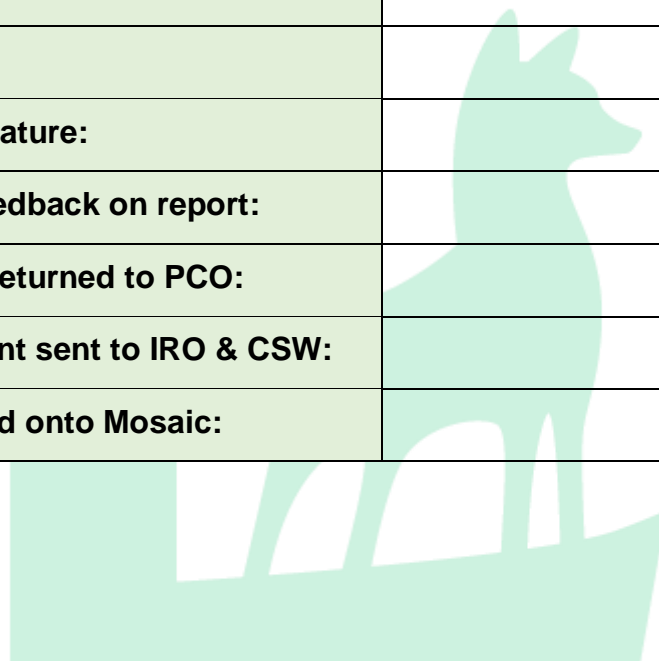 ature:
edback on report:
eturned to PCO:
nt sent to IRO & CSW:
d onto Mosaic: